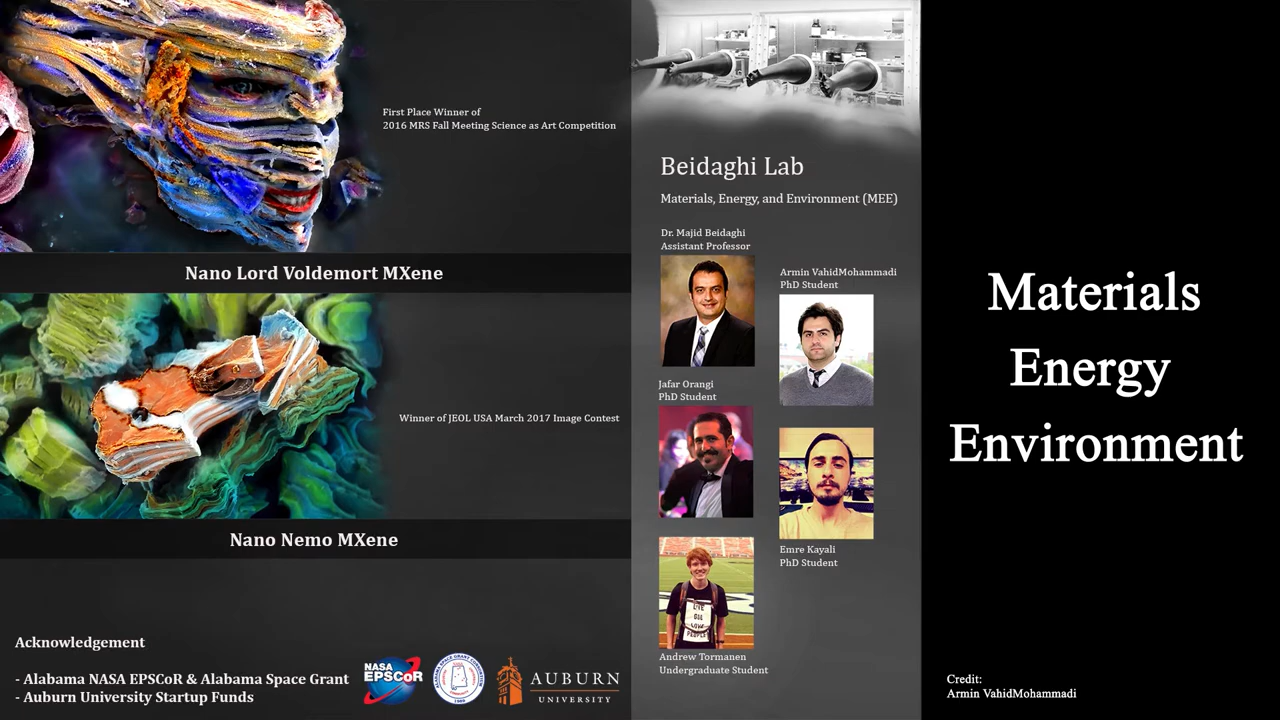 First Place Winner of
2016 MRS Fall Meeting Science as Art Competition
Nano Lord Voldemort MXene
Winner of JEOL USA March 2017 Image Contest
Nano Nemo MXene
Acknowledgement
- Alabama NASA EPSCoR & Alabama Space Grant
- Auburn University Startup Funds
NASA
EPSCoR
AUBURN
UNIVERSITY
Beidaghi Lab
Materials, Energy, and Environment (MEE)
Dr. Majid Beidaghi
Assistant Professor
Armin VahidMohammadi
PhD Student
Jafar Orangi
PhD Student
Emre Kayali
PhD Student
LIVE
LOVE
PEOPLE
Andrew Tormanen
Undergraduate Student
Materials
Energy
Environment
Credit:
Armin VahidMohammadi